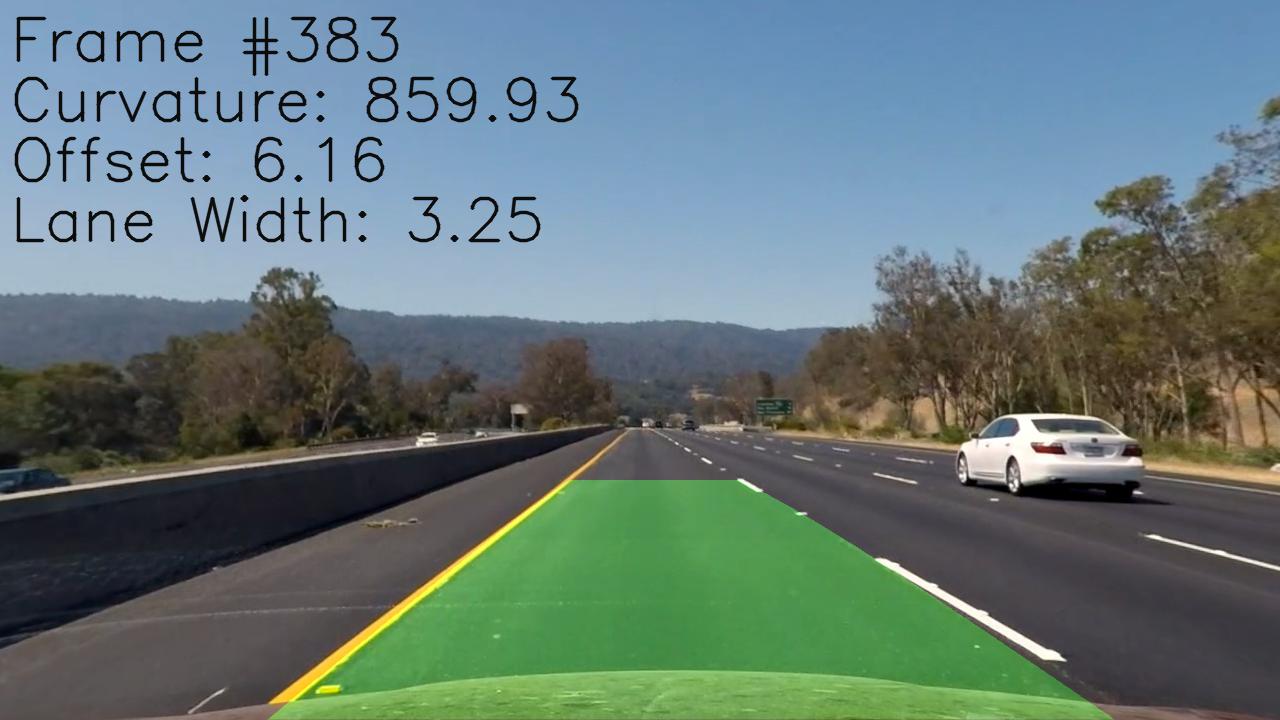 Frame #383
Curvature: 859.93
Offset: 6.16
Lane Width: 3.25